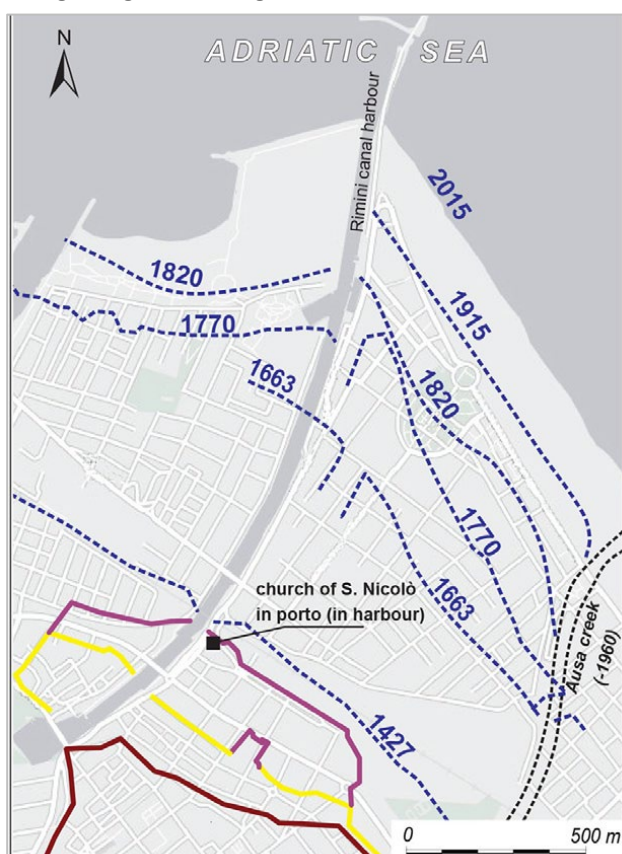 N
ADRIATIC SEA
Rimini canal harbour
2015
1820
1915
1770
1663
1820
1770
1663
church of S. Nicolò
in porto (in harbour)
Ausa creek
(-1960)
1427
0 500 m